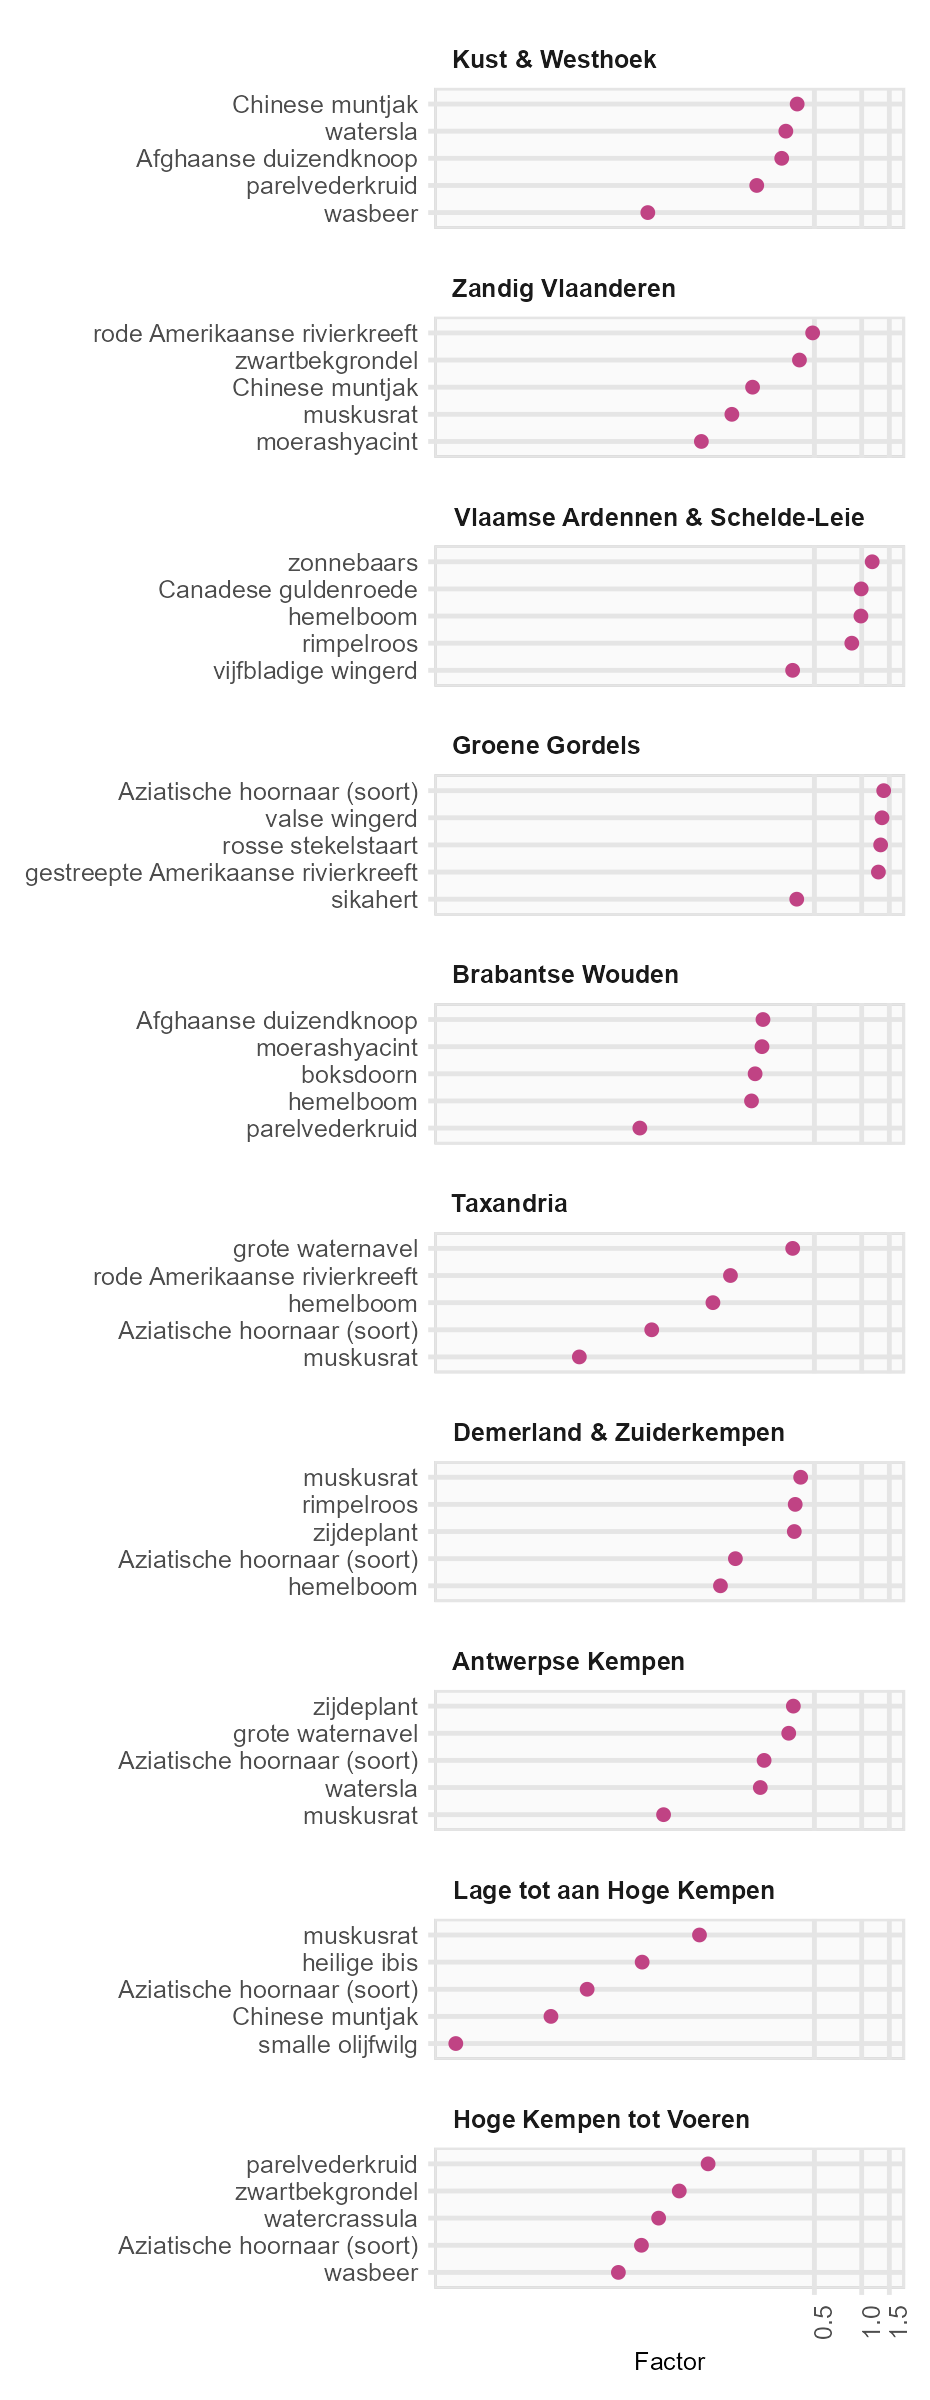 Kust & Westhoek
Chinese muntjak
watersla
Afghaanse duizendknoop
parelvederkruid
wasbeer
Zandig Vlaanderen
rode Amerikaanse rivierkreeft
zwartbekgrondel
Chinese muntjak
muskusrat
moerashyacint
Vlaamse Ardennen & Schelde-Leie
zonnebaars
Canadese guldenroede
hemelboom
rimpelroos
vijfbladige wingerd
Groene Gordels
Aziatische hoornaar (soort)
valse wingerd
rosse stekelstaart
gestreepte Amerikaanse rivierkreeft
sikahert
Brabantse Wouden
Afghaanse duizendknoop
moerashyacint
boksdoorn
hemelboom
parelvederkruid
Taxandria
grote waternavel
rode Amerikaanse rivierkreeft
hemelboom
Aziatische hoornaar (soort)
muskusrat
Demerland & Zuiderkempen
muskusrat
rimpelroos
zijdeplant
Aziatische hoornaar (soort)
hemelboom
Antwerpse Kempen
zijdeplant
grote waternavel
Aziatische hoornaar (soort)
watersla
muskusrat
Lage tot aan Hoge Kempen
muskusrat
heilige ibis
Aziatische hoornaar (soort)
Chinese muntjak
smalle olijfwilg
Hoge Kempen tot Voeren
parelvederkruid
zwartbekgrondel
watercrassula
Aziatische hoornaar (soort)
wasbeer
0.5
1.0
1.5
Factor